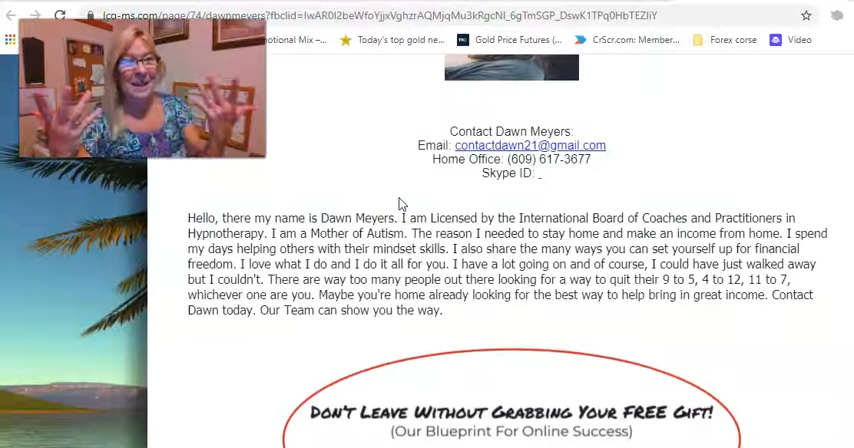 lcg-ms.com/page/74/dawnmeyers?fbclid=IwAR0I2beWfoYjjxVghzrAQMjqMu3kRgcNI_6gTmSGP_DswK1TPq0HbTEZIiY
otional Mix –... Today's top gold ne... Gold Price Futures (... CrScr.com: Member... Forex corse Video
Contact Dawn Meyers:
Email: contactdawn21@gmail.com
Home Office: (609) 617-3677
Skype ID: _
Hello, there my name is Dawn Meyers. I am Licensed by the International Board of Coaches and Practitioners in
Hypnotherapy. I am a Mother of Autism. The reason I needed to stay home and make an income from home. I spend
my days helping others with their mindset skills. I also share the many ways you can set yourself up for financial
freedom. I love what I do and I do it all for you. I have a lot going on and of course, I could have just walked away
but I couldn't. There are way too many people out there looking for a way to quit their 9 to 5, 4 to 12, 11 to 7,
whichever one are you. Maybe you're home already looking for the best way to help bring in great income. Contact
Dawn today. Our Team can show you the way.
Don't Leave Without Grabbing Your FREE Gift!
(Our Blueprint For Online Success)